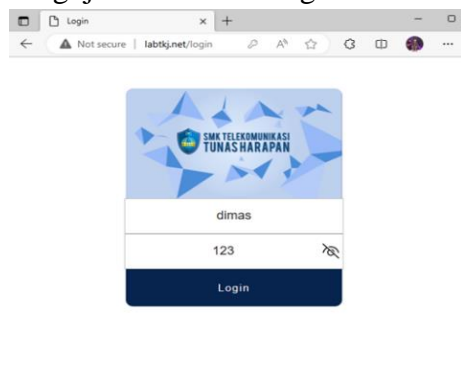 Login
Not secure | labtkj.net/login
SMK TELEKOMUNIKASI
TUNAS HARAPAN
dimas
123
Login